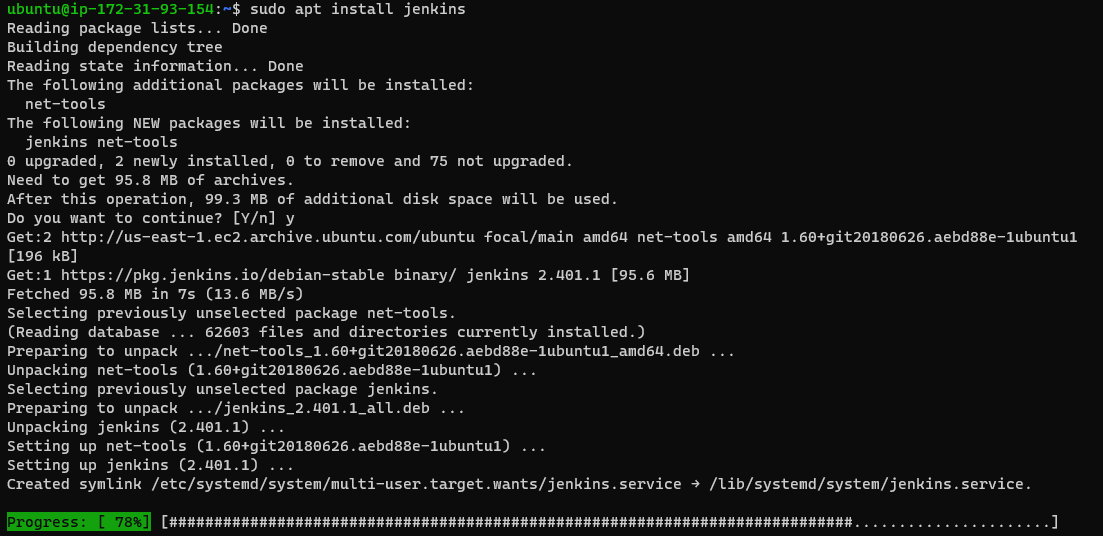 ubuntu@ip-172-31-93-154:~$ sudo apt install jenkins
Reading package lists... Done
Building dependency tree
Reading state information... Done
The following additional packages will be installed:
  net-tools
The following NEW packages will be installed:
  jenkins net-tools
0 upgraded, 2 newly installed, 0 to remove and 75 not upgraded.
Need to get 95.8 MB of archives.
After this operation, 99.3 MB of additional disk space will be used.
Do you want to continue? [Y/n] y
Get:2 http://us-east-1.ec2.archive.ubuntu.com/ubuntu focal/main amd64 net-tools amd64 1.60+git20180626.aebd88e-1ubuntu1
[196 kB]
Get:1 https://pkg.jenkins.io/debian-stable binary/ jenkins 2.401.1 [95.6 MB]
Fetched 95.8 MB in 7s (13.6 MB/s)
Selecting previously unselected package net-tools.
(Reading database ... 62603 files and directories currently installed.)
Preparing to unpack .../net-tools_1.60+git20180626.aebd88e-1ubuntu1_amd64.deb ...
Unpacking net-tools (1.60+git20180626.aebd88e-1ubuntu1) ...
Selecting previously unselected package jenkins.
Preparing to unpack .../jenkins_2.401.1_all.deb ...
Unpacking jenkins (2.401.1) ...
Setting up net-tools (1.60+git20180626.aebd88e-1ubuntu1) ...
Setting up jenkins (2.401.1) ...
Created symlink /etc/systemd/system/multi-user.target.wants/jenkins.service → /lib/systemd/system/jenkins.service.
Progress: [ 78%] [############################################################################......................]